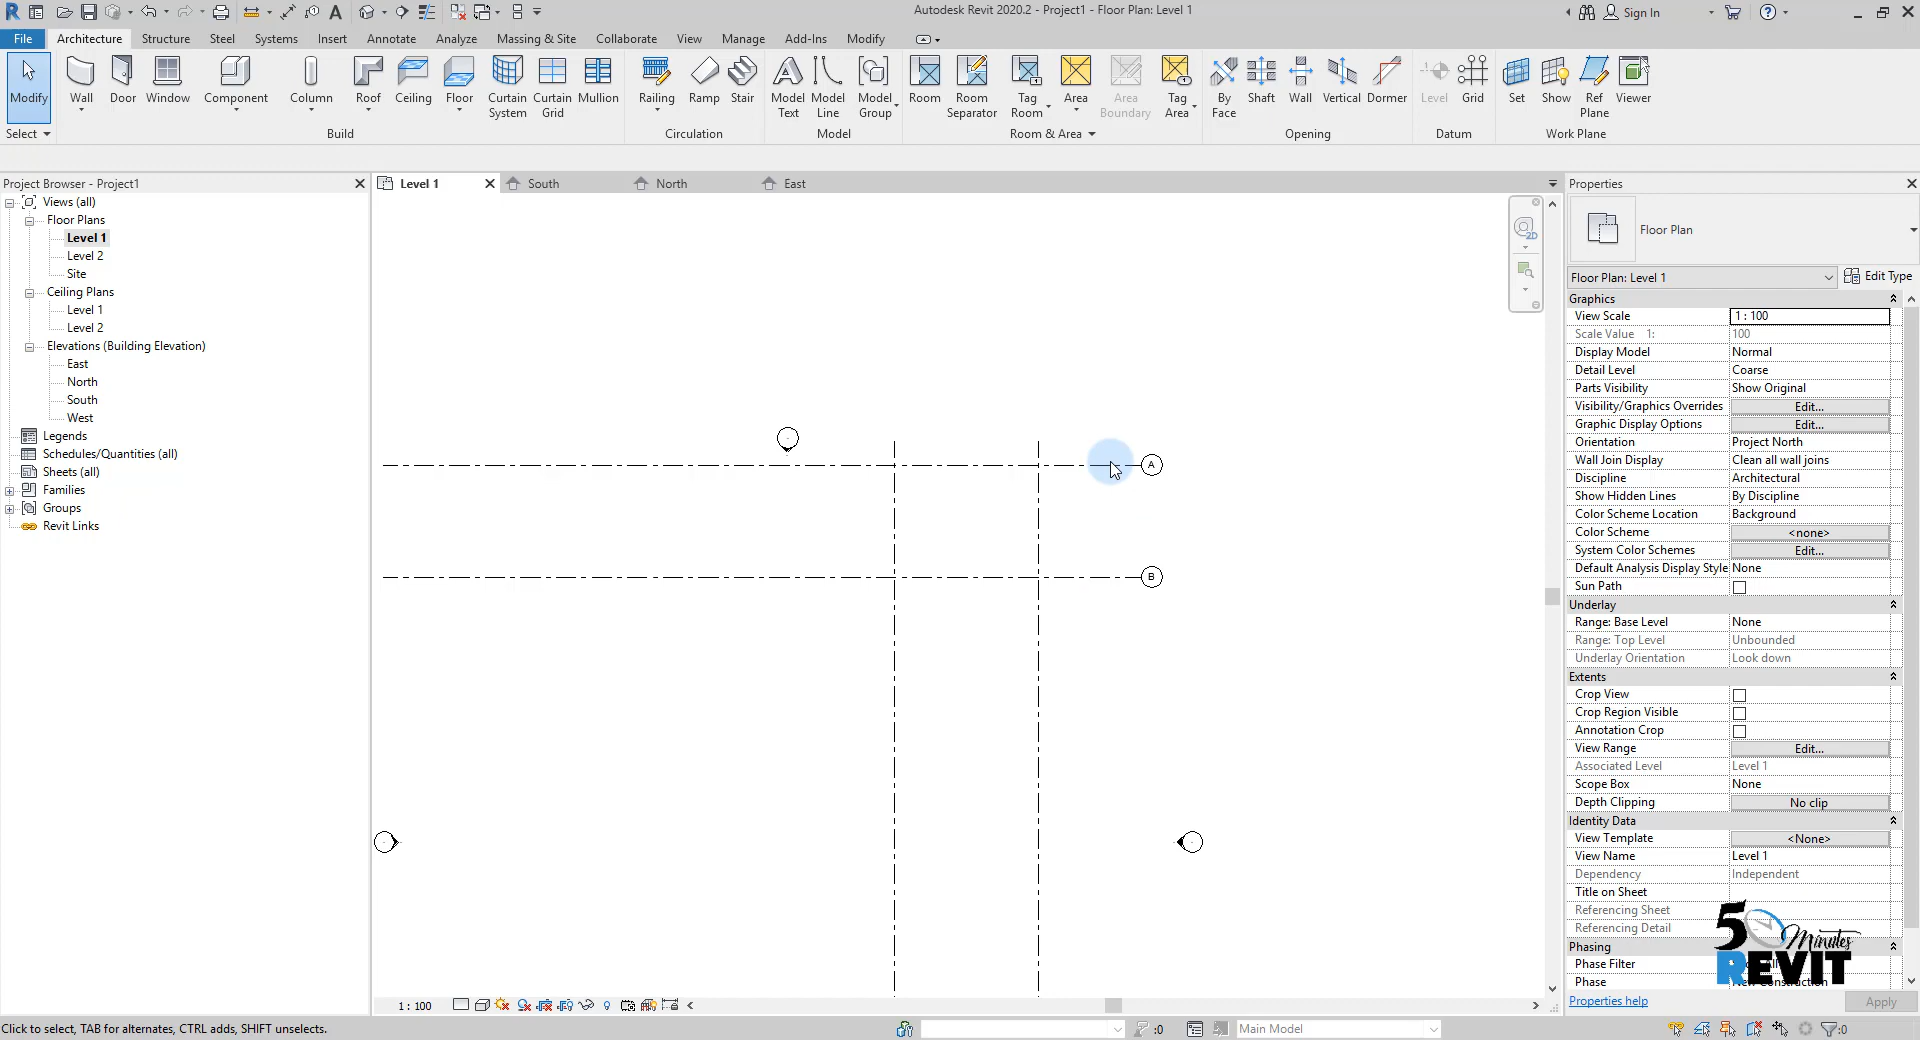 Autodesk Revit 2020.2 - Project1 - Floor Plan: Level 1
Sign In
File Architecture Structure Steel Systems Insert Annotate Analyze Massing & Site Collaborate View Manage Add-Ins Modify
Modify Wall Door Window Component Column Roof Ceiling Floor Curtain System Curtain Grid Mullion Railing Ramp Stair Model Text Model Line Model Group Room Room Separator Tag Room Area Area Boundary Tag Area By Face Shaft Wall Vertical Dormer Level Grid Set Show Ref Plane Viewer
Select Build Circulation Model Room & Area Opening Datum Work Plane
Project Browser - Project1
Views (all)
Floor Plans
Level 1
Level 2
Site
Ceiling Plans
Level 1
Level 2
Elevations (Building Elevation)
East
North
South
West
Legends
Schedules/Quantities (all)
Sheets (all)
Families
Groups
Revit Links
Level 1 South North East
2D
A
B
1 : 100
Properties
Floor Plan
Floor Plan: Level 1 Edit Type
Graphics
View Scale 1 : 100
Scale Value 1: 100
Display Model Normal
Detail Level Coarse
Parts Visibility Show Original
Visibility/Graphics Overrides Edit...
Graphic Display Options Edit...
Orientation Project North
Wall Join Display Clean all wall joins
Discipline Architectural
Show Hidden Lines By Discipline
Color Scheme Location Background
Color Scheme <none>
System Color Schemes Edit...
Default Analysis Display Style None
Sun Path
Underlay
Range: Base Level None
Range: Top Level Unbounded
Underlay Orientation Look down
Extents
Crop View
Crop Region Visible
Annotation Crop
View Range Edit...
Associated Level Level 1
Scope Box None
Depth Clipping No clip
Identity Data
View Template <None>
View Name Level 1
Dependency Independent
Title on Sheet
Referencing Sheet
Referencing Detail
Phasing
Phase Filter
Phase New Construction
5 Minutes
REVIT
Properties help Apply
Click to select, TAB for alternates, CTRL adds, SHIFT unselects.
:0
Main Model
:0